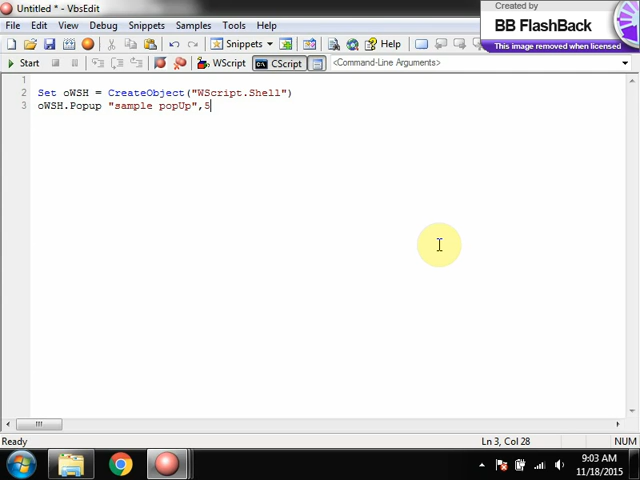 Untitled * - VbsEdit
Created by
BB FlashBack
This image removed when licensed
File Edit View Debug Snippets Samples Tools Help
Snippets Help
Start WScript CScript <Command-Line Arguments>
1
2 Set oWSH = CreateObject("WScript.Shell")
3 oWSH.Popup "sample popUp",5
Ready Ln 3, Col 28 NUM
9:03 AM
11/18/2015